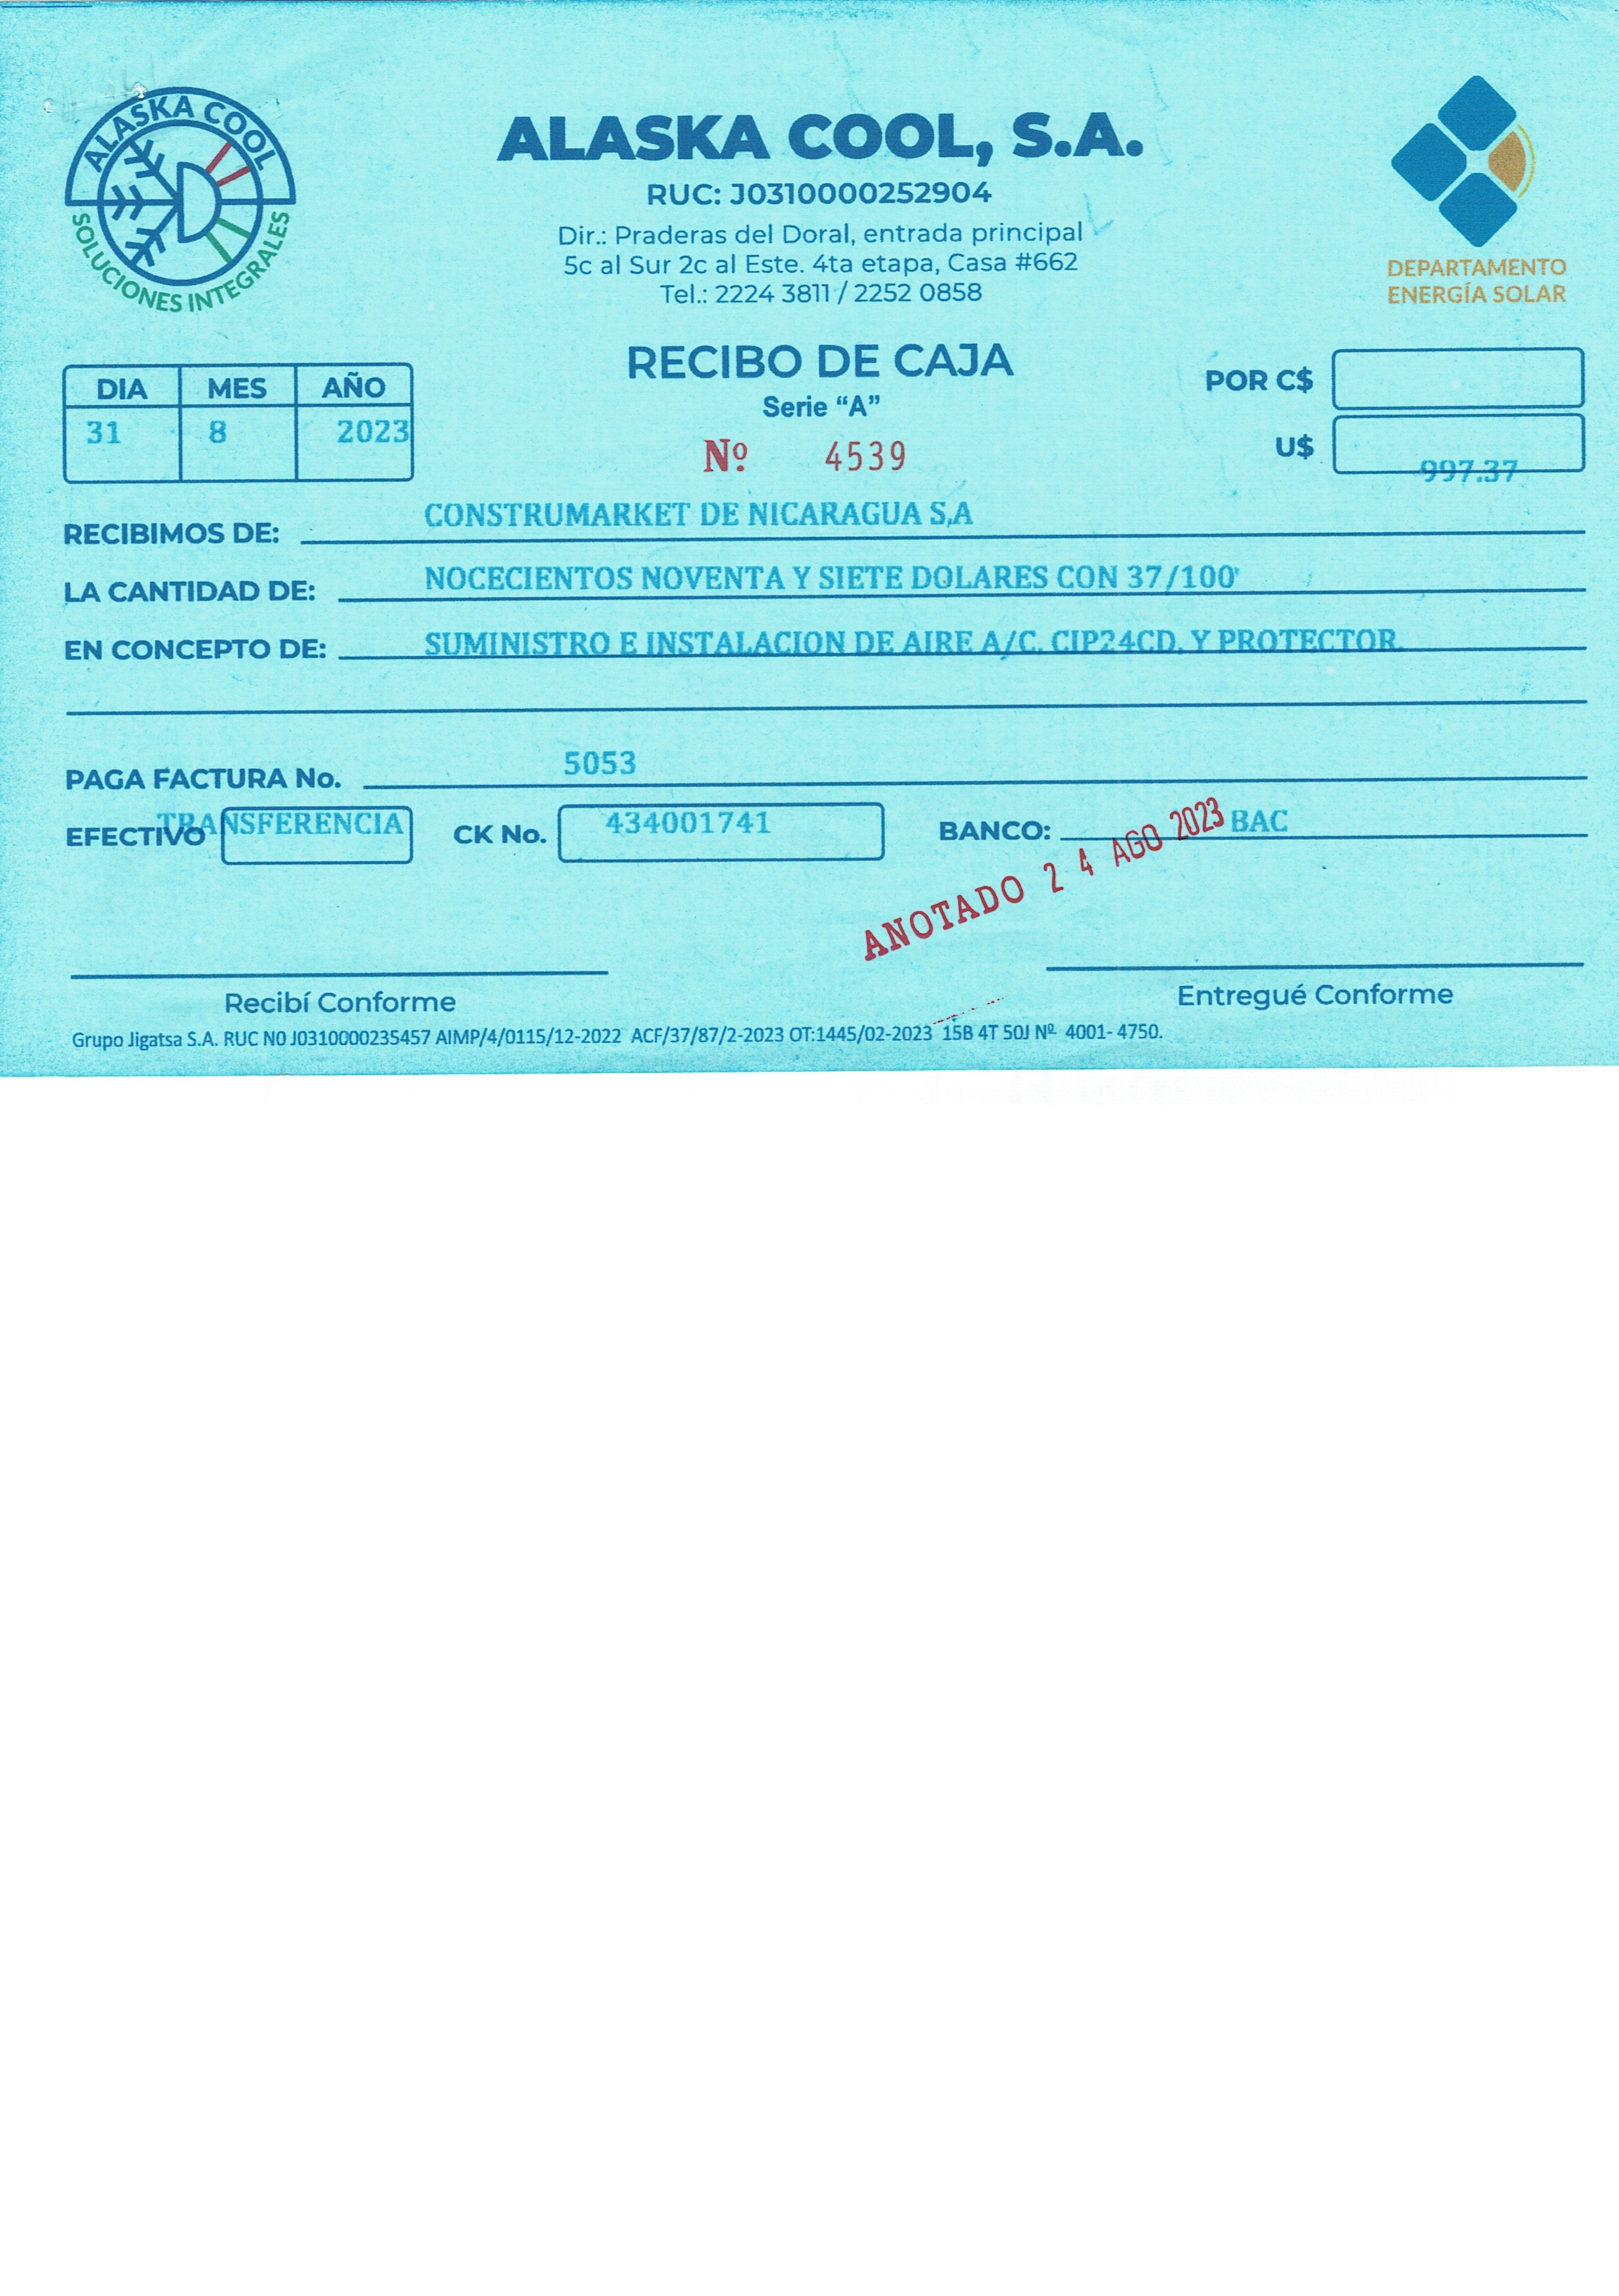 ALASKA COOL
SOLUCIONES INTEGRALES
ALASKA COOL, S.A.
RUC: J0310000252904
Dir.: Praderas del Doral, entrada principal
5c al Sur 2c al Este. 4ta etapa, Casa #662
Tel.: 2224 3811 / 2252 0858
DEPARTAMENTO
ENERGÍA SOLAR
RECIBO DE CAJA
Serie “A”
Nº 4539
DIA MES AÑO
31 8 2023
POR C$
U$ 997.37
RECIBIMOS DE: CONSTRUMARKET DE NICARAGUA S,A
LA CANTIDAD DE: NOCECIENTOS NOVENTA Y SIETE DOLARES CON 37/100
EN CONCEPTO DE: SUMINISTRO E INSTALACION DE AIRE A/C. CIP24CD. Y PROTECTOR.
PAGA FACTURA No. 5053
EFECTIVO TRANSFERENCIA CK No. 434001741 BANCO: BAC
ANOTADO 24 AGO 2023
Recibí Conforme Entregué Conforme
Grupo Jigatsa S.A. RUC N0 J0310000235457 AIMP/4/0115/12-2022 ACF/37/87/2-2023 OT:1445/02-2023 15B 4T 50J Nº 4001- 4750.